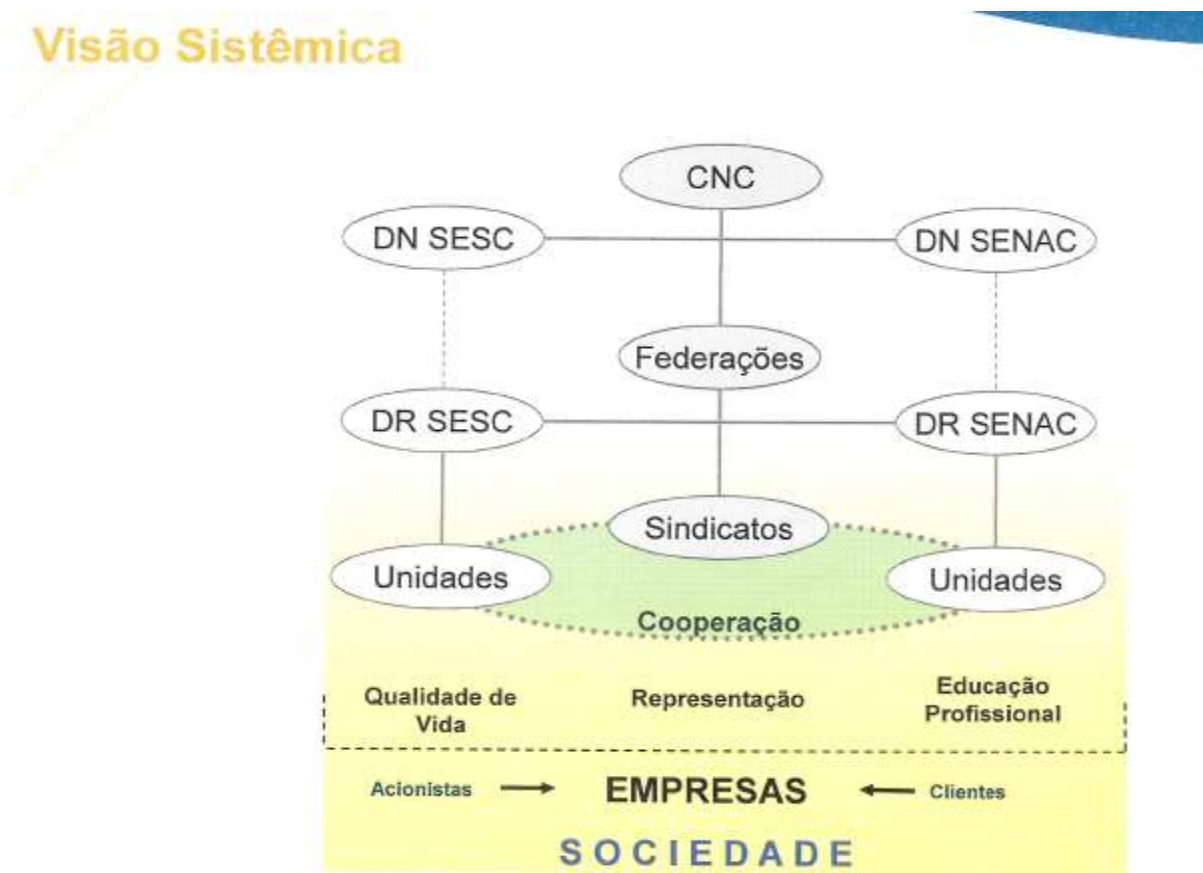 Visão Sistêmica
CNC
DN SESC
DN SENAC
Federações
DR SESC
DR SENAC
Sindicatos
Unidades
Unidades
Cooperação
Qualidade de
Vida
Representação
Educação
Profissional
Acionistas
EMPRESAS
Clientes
SOCIEDADE